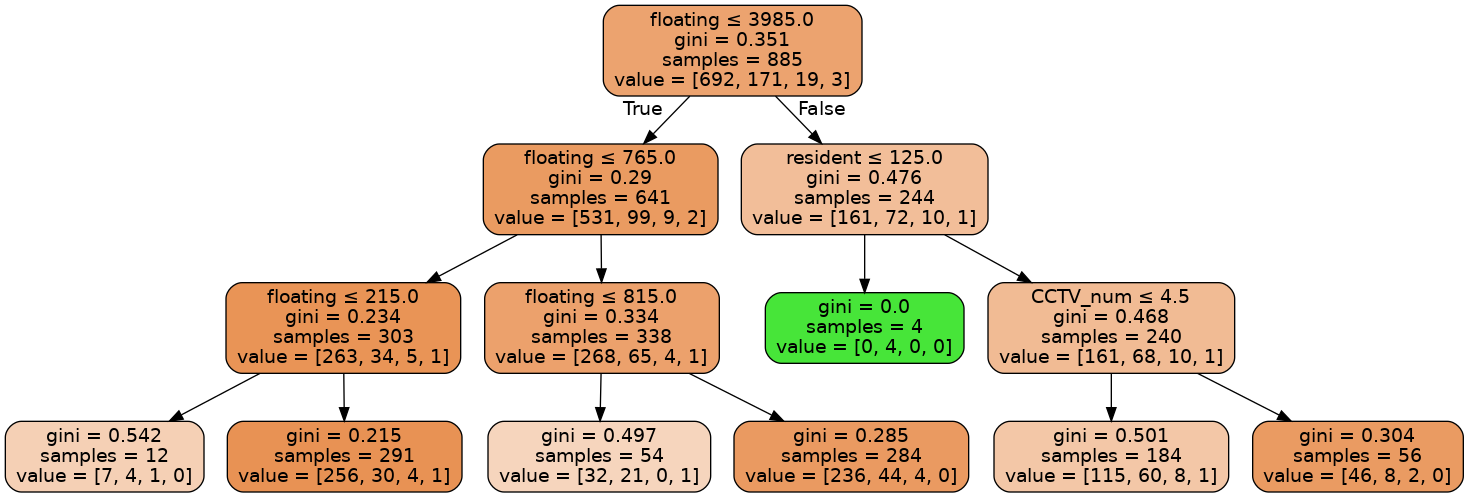 floating ≤ 3985.0
gini = 0.351
samples = 885
value = [692, 171, 19, 3]
True
False
floating ≤ 765.0
gini = 0.29
samples = 641
value = [531, 99, 9, 2]
resident ≤ 125.0
gini = 0.476
samples = 244
value = [161, 72, 10, 1]
floating ≤ 215.0
gini = 0.234
samples = 303
value = [263, 34, 5, 1]
floating ≤ 815.0
gini = 0.334
samples = 338
value = [268, 65, 4, 1]
gini = 0.0
samples = 4
value = [0, 4, 0, 0]
CCTV_num ≤ 4.5
gini = 0.468
samples = 240
value = [161, 68, 10, 1]
gini = 0.542
samples = 12
value = [7, 4, 1, 0]
gini = 0.215
samples = 291
value = [256, 30, 4, 1]
gini = 0.497
samples = 54
value = [32, 21, 0, 1]
gini = 0.285
samples = 284
value = [236, 44, 4, 0]
gini = 0.501
samples = 184
value = [115, 60, 8, 1]
gini = 0.304
samples = 56
value = [46, 8, 2, 0]